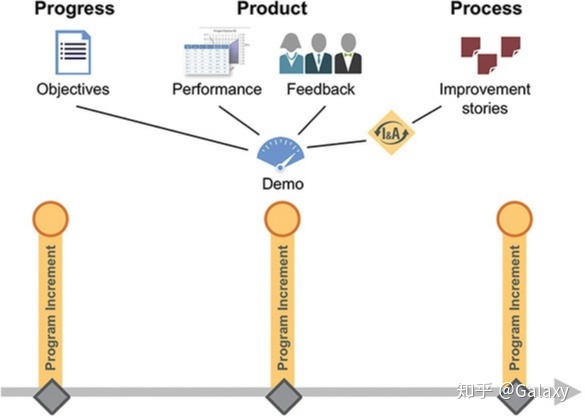 Progress
Product
Process
Objectives
Performance
Feedback
Improvement
stories
I&A
Demo
Program Increment
Program Increment
Program Increment
知乎 @Galaxy